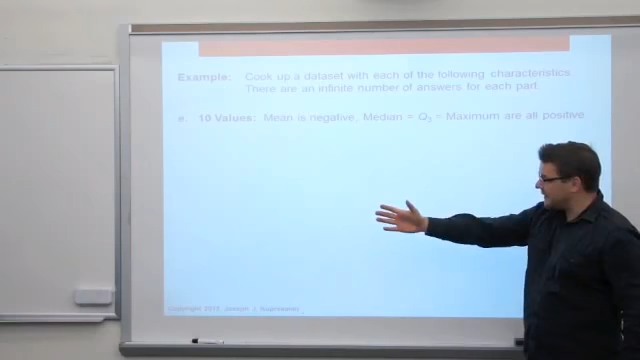 Example: Cook up a dataset with each of the following characteristics.
There are an infinite number of answers for each part.
e. 10 Values: Mean is negative, Median = Q3 = Maximum are all positive
Copyright Joseph J. Kupresanin